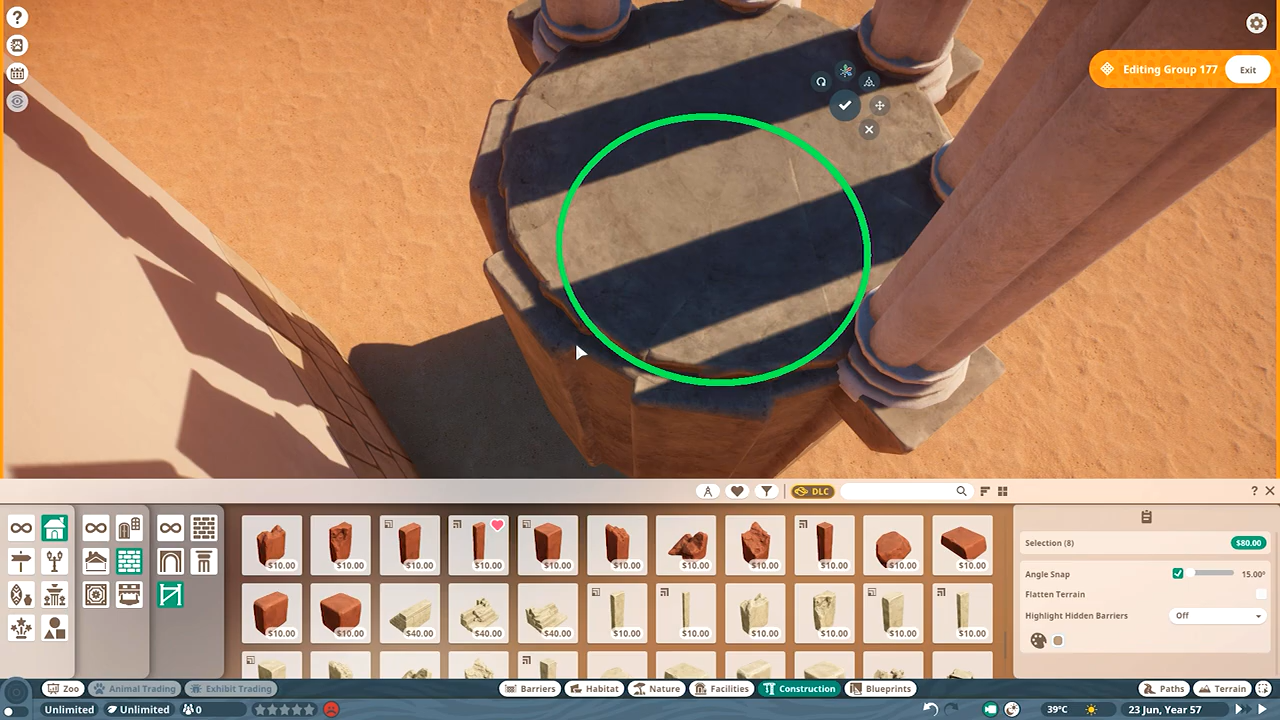 ?
Editing Group 177
Exit
DLC
? ×
$10.00 $10.00 $10.00 $10.00 $10.00 $10.00 $10.00 $10.00 $10.00 $10.00 $10.00
$10.00 $10.00 $40.00 $40.00 $40.00 $10.00 $10.00 $10.00 $10.00 $10.00 $10.00
Selection (8)
$80.00
Angle Snap
15.00°
Flatten Terrain
Highlight Hidden Barriers
Off
Zoo
Animal Trading
Exhibit Trading
Barriers
Habitat
Nature
Facilities
Construction
Blueprints
Paths
Terrain
Unlimited
Unlimited
0
39°C
23 Jun, Year 57